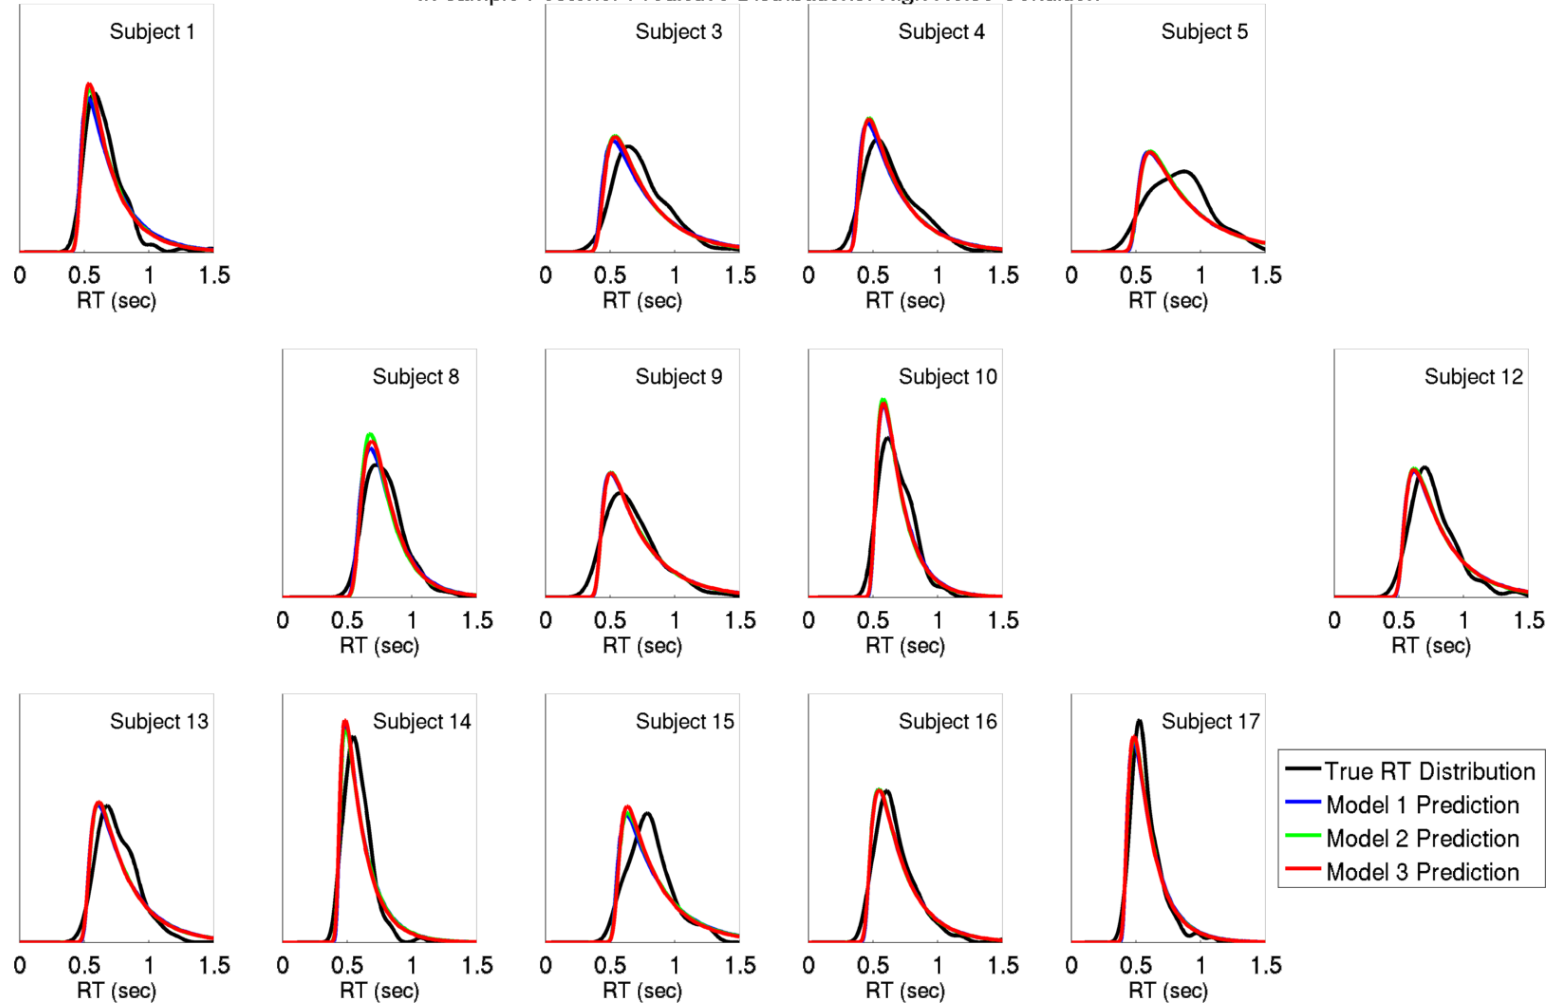 Subject 1
Subject 3
Subject 4
Subject 5
0 0.5 1 1.5
0 0.5 1 1.5
0 0.5 1 1.5
0 0.5 1 1.5
RT (sec)
RT (sec)
RT (sec)
RT (sec)
Subject 8
Subject 9
Subject 10
Subject 12
0 0.5 1 1.5
0 0.5 1 1.5
0 0.5 1 1.5
0 0.5 1 1.5
RT (sec)
RT (sec)
RT (sec)
RT (sec)
Subject 13
Subject 14
Subject 15
Subject 16
Subject 17
True RT Distribution
Model 1 Prediction
Model 2 Prediction
Model 3 Prediction
0 0.5 1 1.5
0 0.5 1 1.5
0 0.5 1 1.5
0 0.5 1 1.5
0 0.5 1 1.5
RT (sec)
RT (sec)
RT (sec)
RT (sec)
RT (sec)